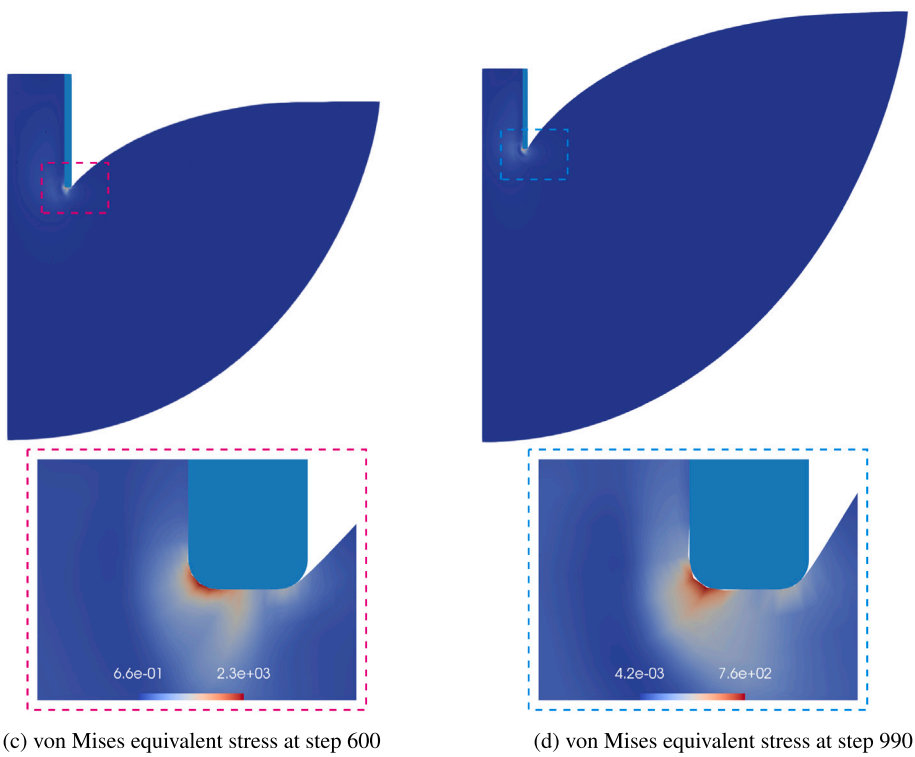 6.6e-01 2.3e+03
4.2e-03 7.6e+02
(c) von Mises equivalent stress at step 600
(d) von Mises equivalent stress at step 990